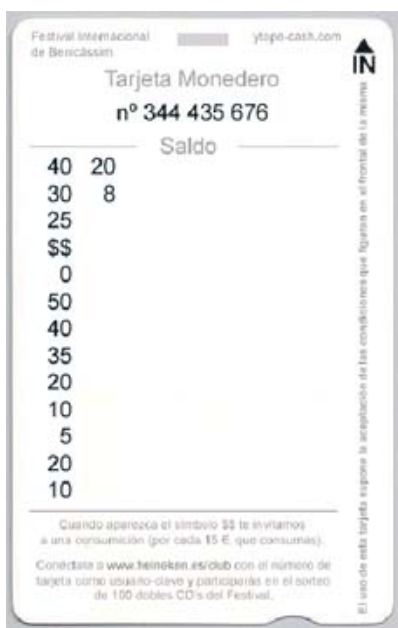 Festival Internacional
de Benicàssim
ytopo-cash.com
IN
Tarjeta Monedero
nº 344 435 676
Saldo
40 20
30 8
25
$$
0
50
40
35
20
10
5
20
10
Cuando aparezca el símbolo $$ te invitamos
a una consumición (por cada 15 €. que consumas).
Conéctate a www.heineken.es/club con el número de
tarjeta como usuario-clave y participarás en el sorteo
de 100 dobles CD's del Festival.
El uso de esta tarjeta supone la aceptación de las condiciones que figuran en el frontal de la misma